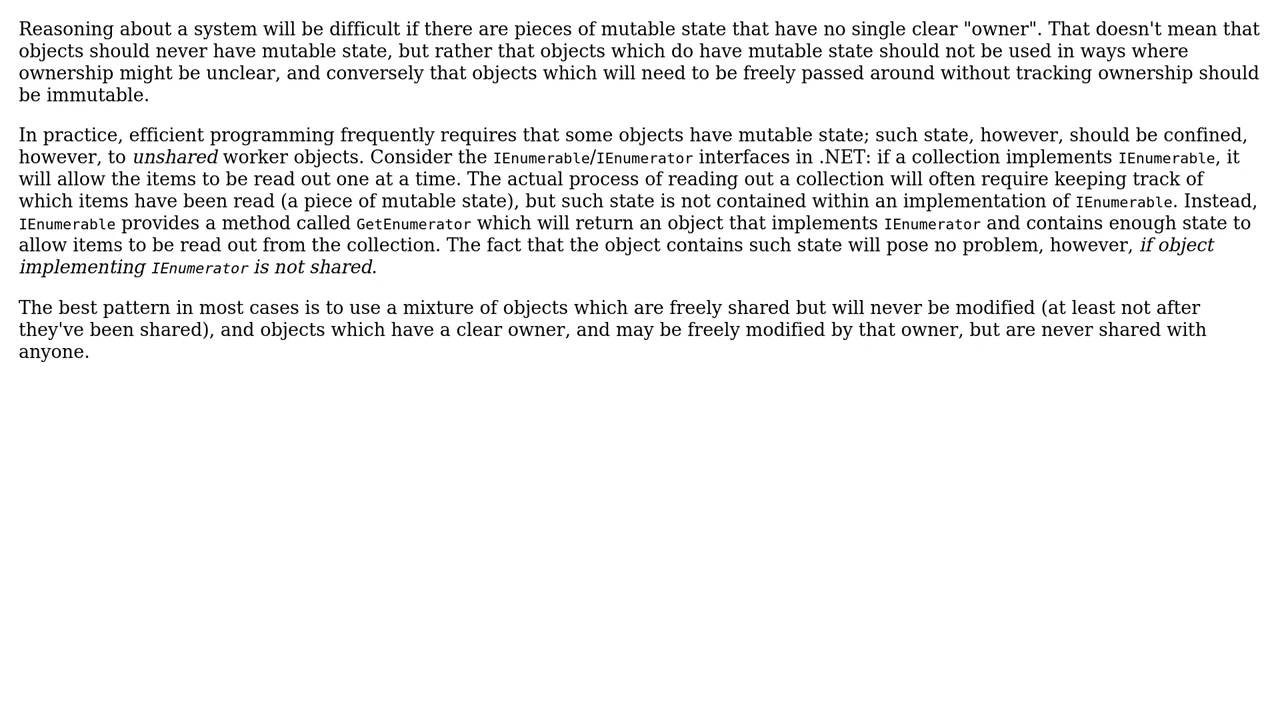 Reasoning about a system will be difficult if there are pieces of mutable state that have no single clear "owner". That doesn't mean that
objects should never have mutable state, but rather that objects which do have mutable state should not be used in ways where
ownership might be unclear, and conversely that objects which will need to be freely passed around without tracking ownership should
be immutable.
In practice, efficient programming frequently requires that some objects have mutable state; such state, however, should be confined,
however, to unshared worker objects. Consider the IEnumerable/IEnumerator interfaces in .NET: if a collection implements IEnumerable, it
will allow the items to be read out one at a time. The actual process of reading out a collection will often require keeping track of
which items have been read (a piece of mutable state), but such state is not contained within an implementation of IEnumerable. Instead,
IEnumerable provides a method called GetEnumerator which will return an object that implements IEnumerator and contains enough state to
allow items to be read out from the collection. The fact that the object contains such state will pose no problem, however, if object
implementing IEnumerator is not shared.
The best pattern in most cases is to use a mixture of objects which are freely shared but will never be modified (at least not after
they've been shared), and objects which have a clear owner, and may be freely modified by that owner, but are never shared with
anyone.